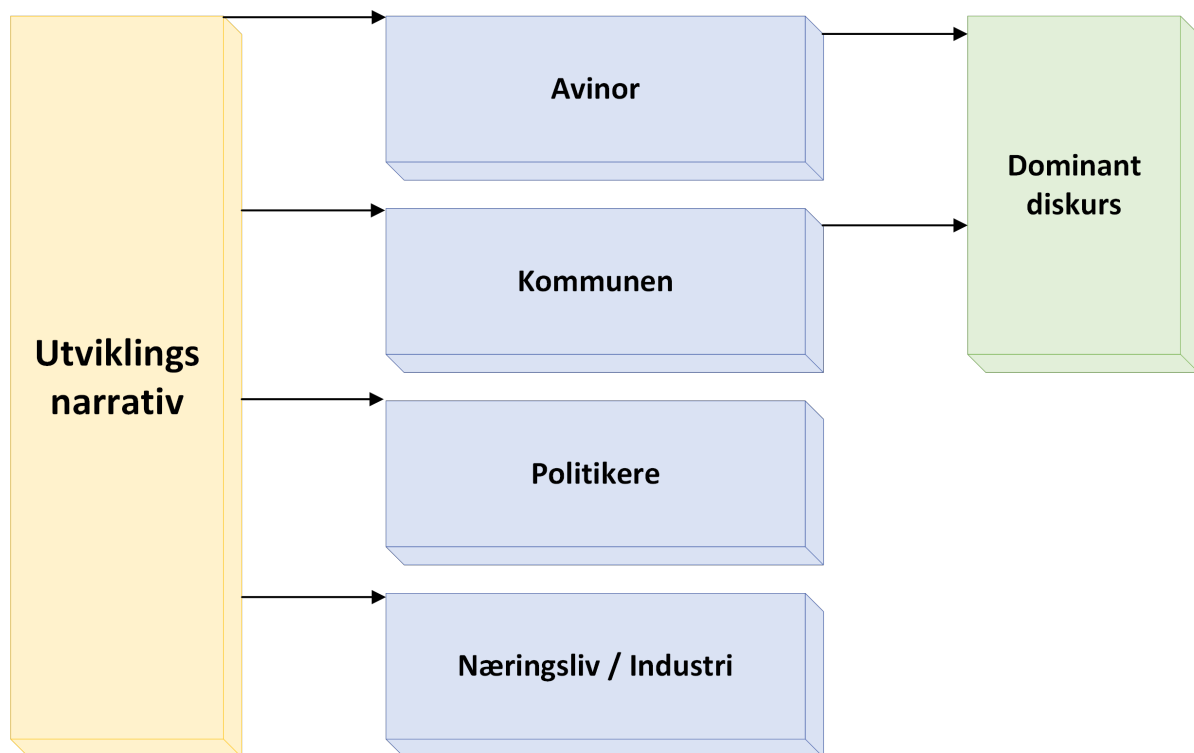 Utviklings
narrativ
Avinor
Kommunen
Politikere
Næringsliv / Industri
Dominant
diskurs